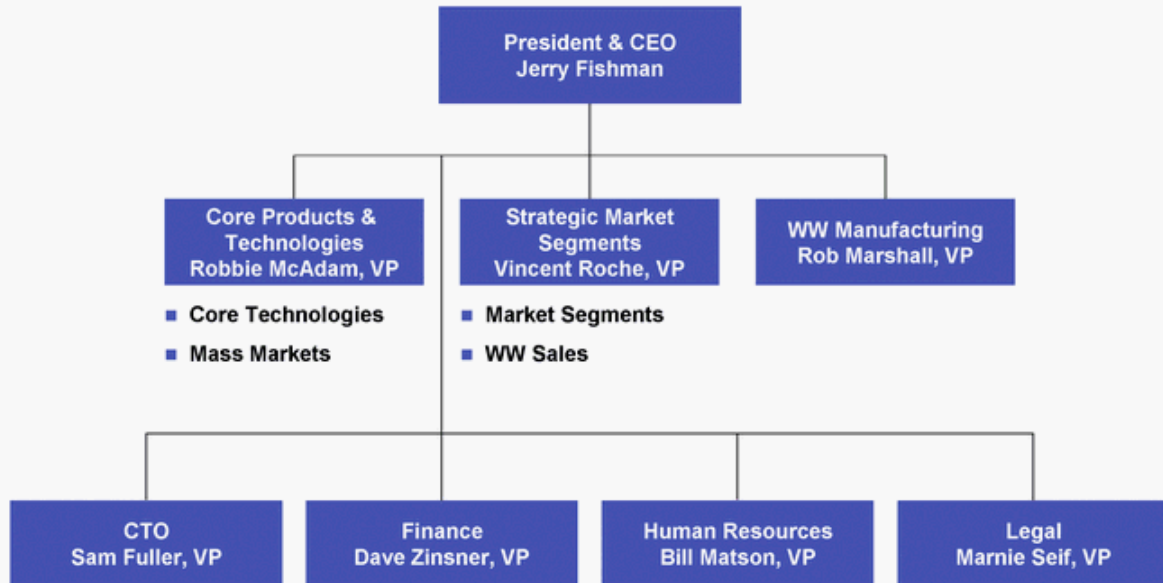 President & CEO
Jerry Fishman
Core Products &
Technologies
Robbie McAdam, VP
Strategic Market
Segments
Vincent Roche, VP
WW Manufacturing
Rob Marshall, VP
Core Technologies
Mass Markets
Market Segments
WW Sales
CTO
Sam Fuller, VP
Finance
Dave Zinsner, VP
Human Resources
Bill Matson, VP
Legal
Marnie Seif, VP